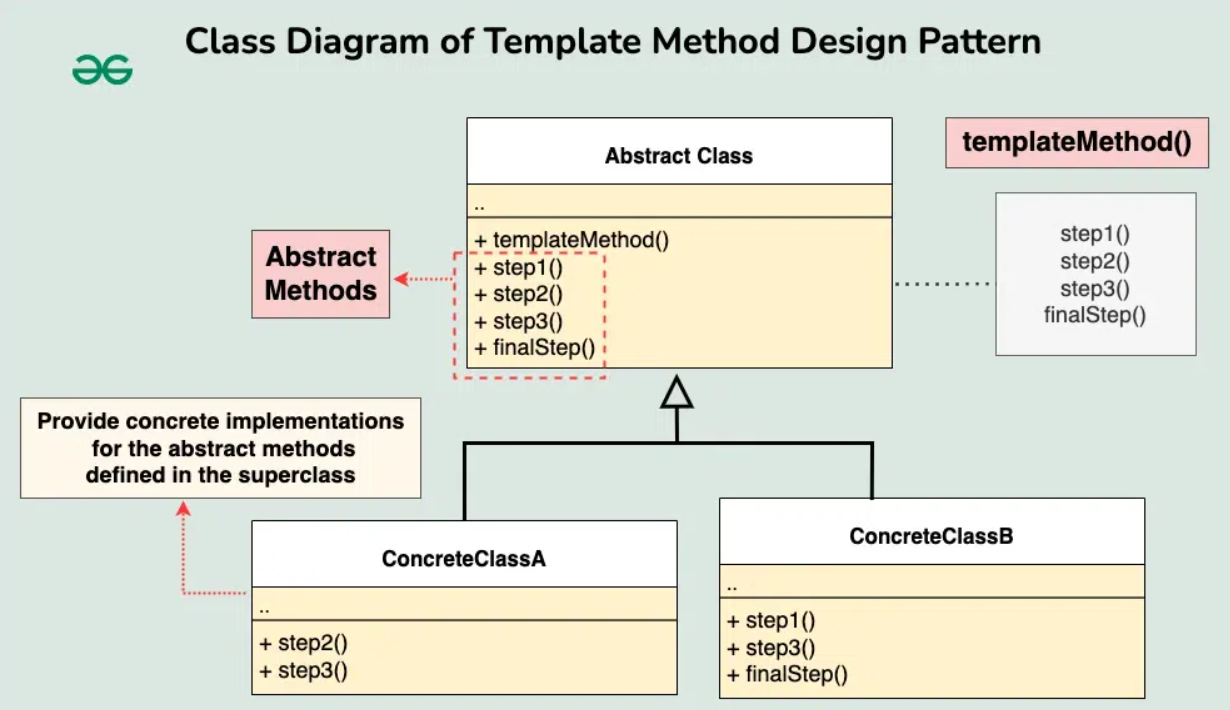 Class Diagram of Template Method Design Pattern
Abstract Class
..
+ templateMethod()
+ step1()
+ step2()
+ step3()
+ finalStep()
templateMethod()
step1()
step2()
step3()
finalStep()
Abstract
Methods
Provide concrete implementations
for the abstract methods
defined in the superclass
ConcreteClassA
..
+ step2()
+ step3()
ConcreteClassB
..
+ step1()
+ step3()
+ finalStep()